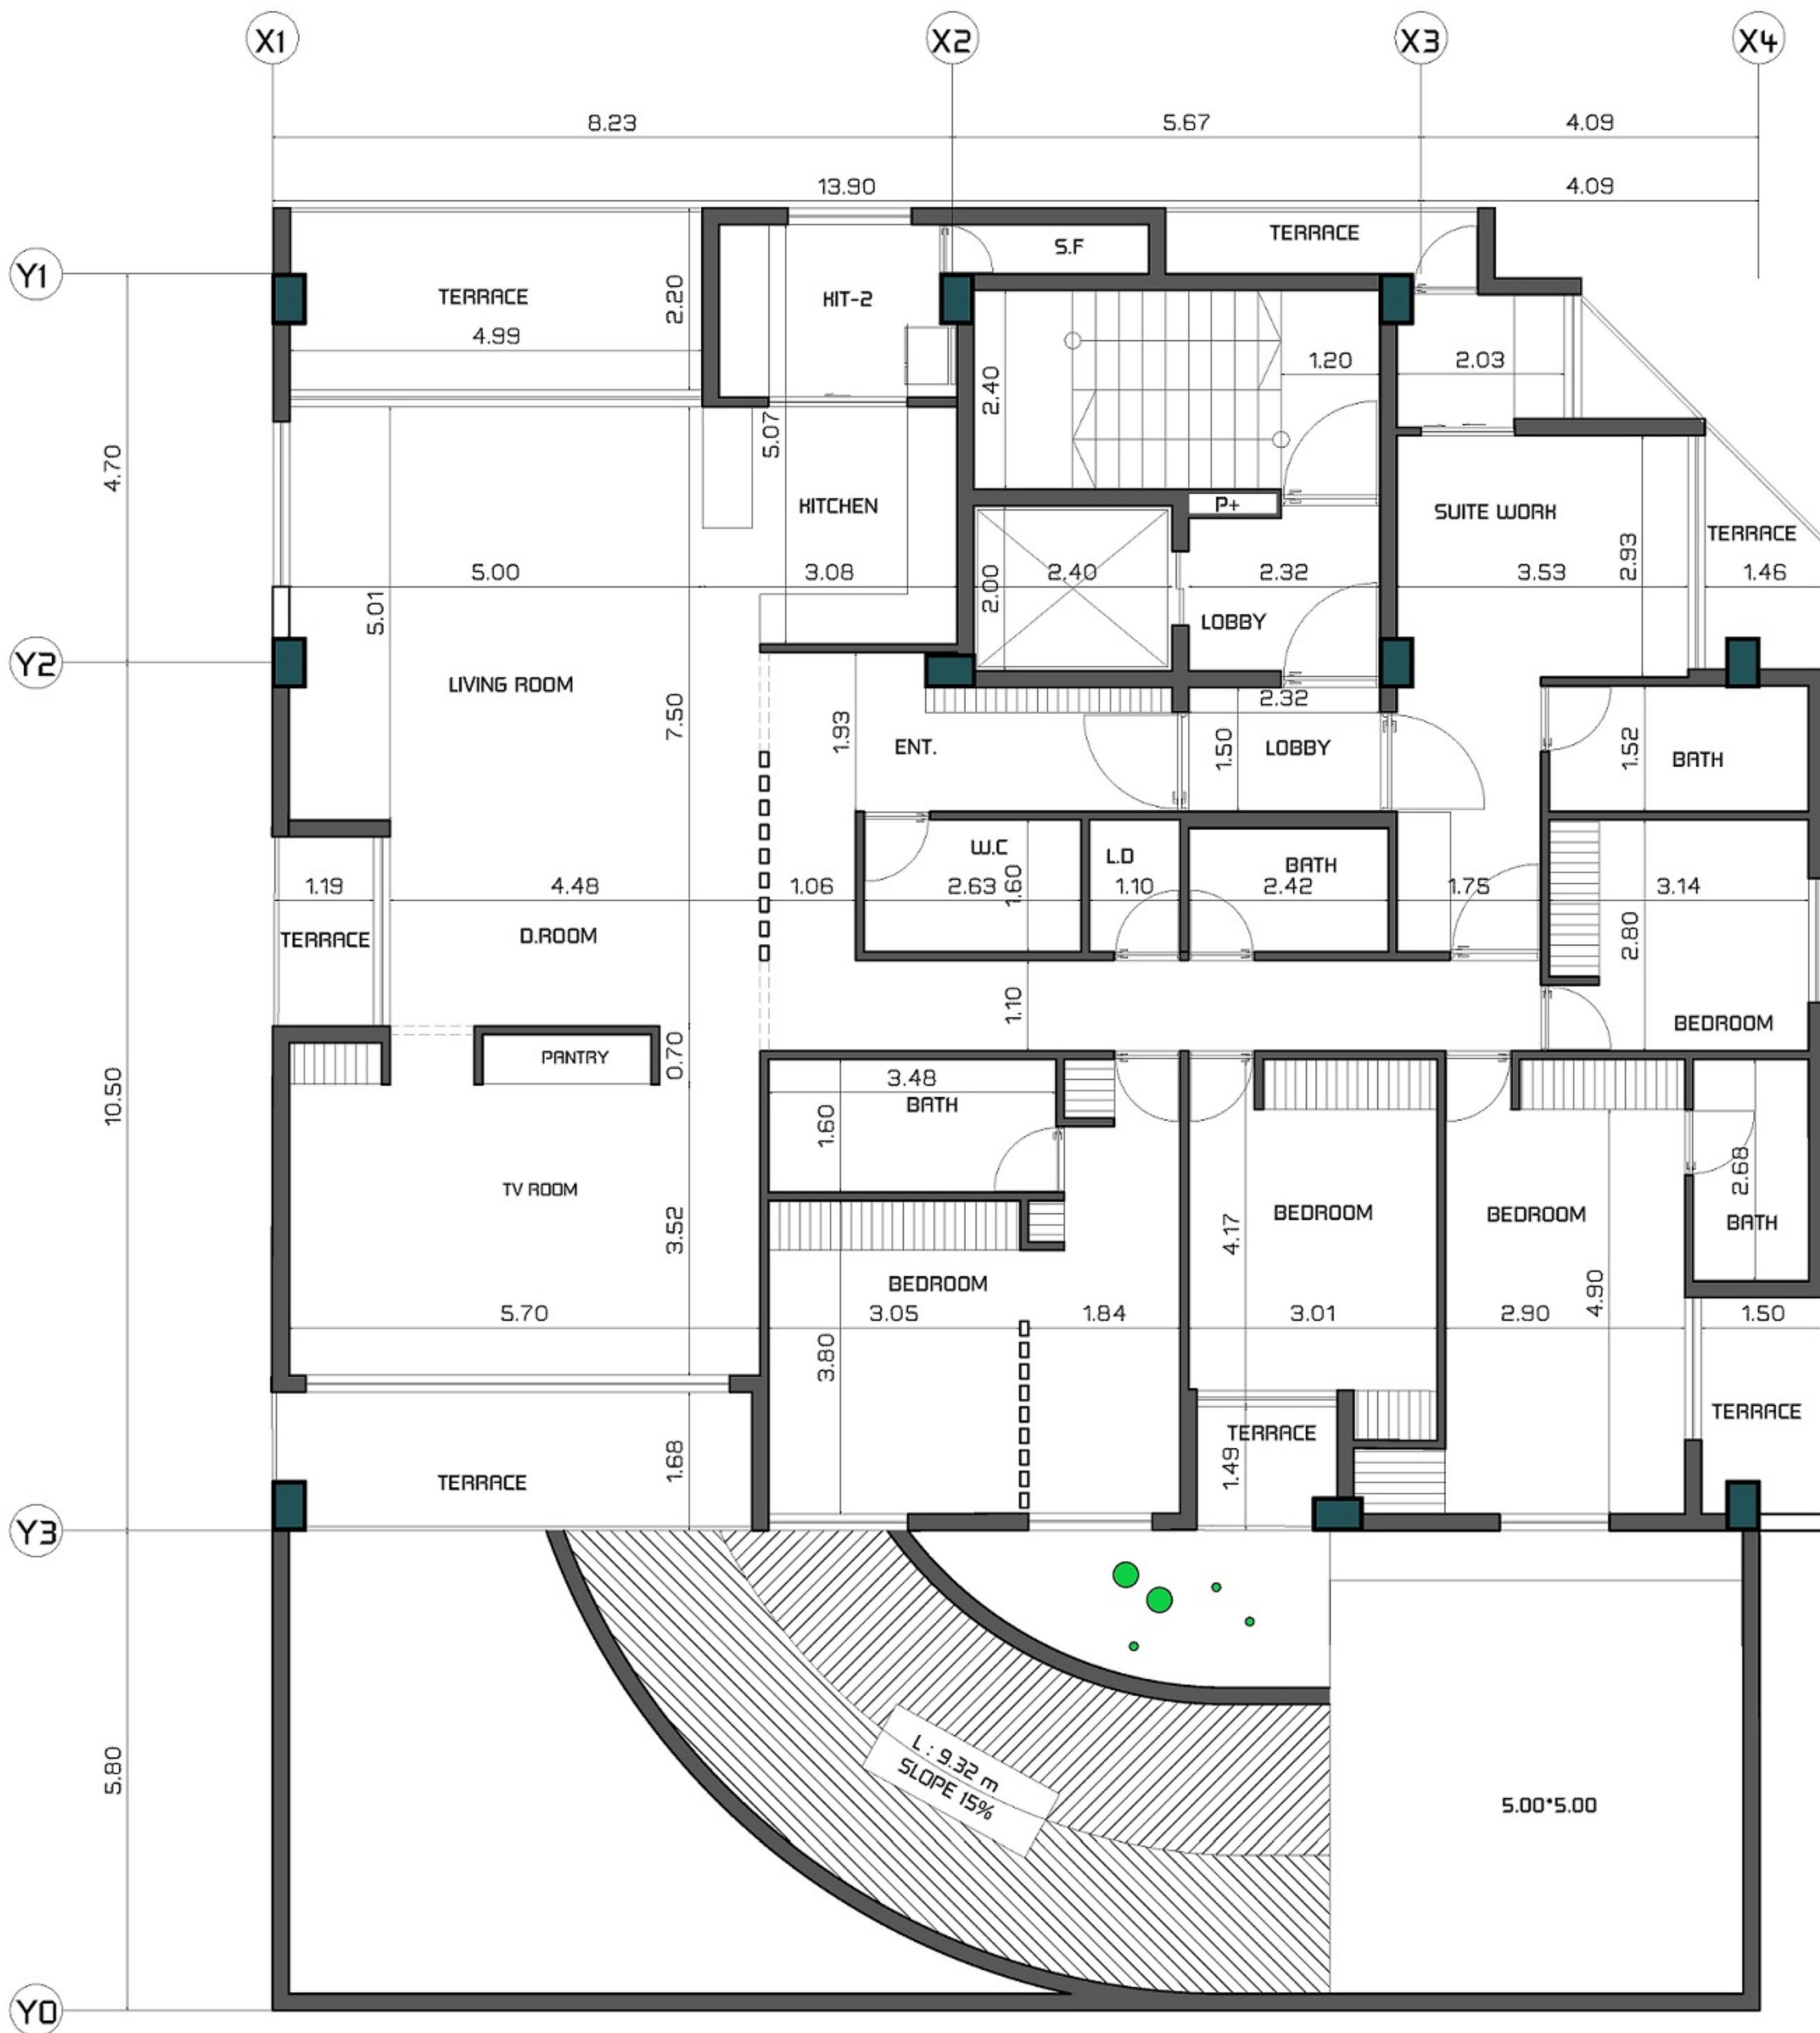 X1
X2
X3
X4
8.23
5.67
4.09
13.90
4.09
TERRACE
S.F
Y1
TERRACE
2.20
KIT-2
4.99
2.40
1.20
2.03
5.07
4.70
KITCHEN
P+
SUITE WORK
TERRACE
5.00
3.08
2.00
2.40
2.32
3.53
2.93
1.46
5.01
LOBBY
Y2
LIVING ROOM
7.50
2.32
1.93
ENT.
1.50
LOBBY
1.52
BATH
W.C
L.D
BATH
1.19
4.48
1.06
2.63
1.60
1.10
2.42
1.75
3.14
TERRACE
D.ROOM
2.80
1.10
BEDROOM
PANTRY
0.70
3.48
BATH
10.50
1.60
2.68
TV ROOM
3.52
4.17
BEDROOM
BEDROOM
BATH
BEDROOM
4.90
5.70
3.05
1.84
3.01
2.90
1.50
3.80
TERRACE
TERRACE
1.68
1.49
TERRACE
Y3
L : 9.32 m
SLOPE 15%
5.80
5.00*5.00
Y0